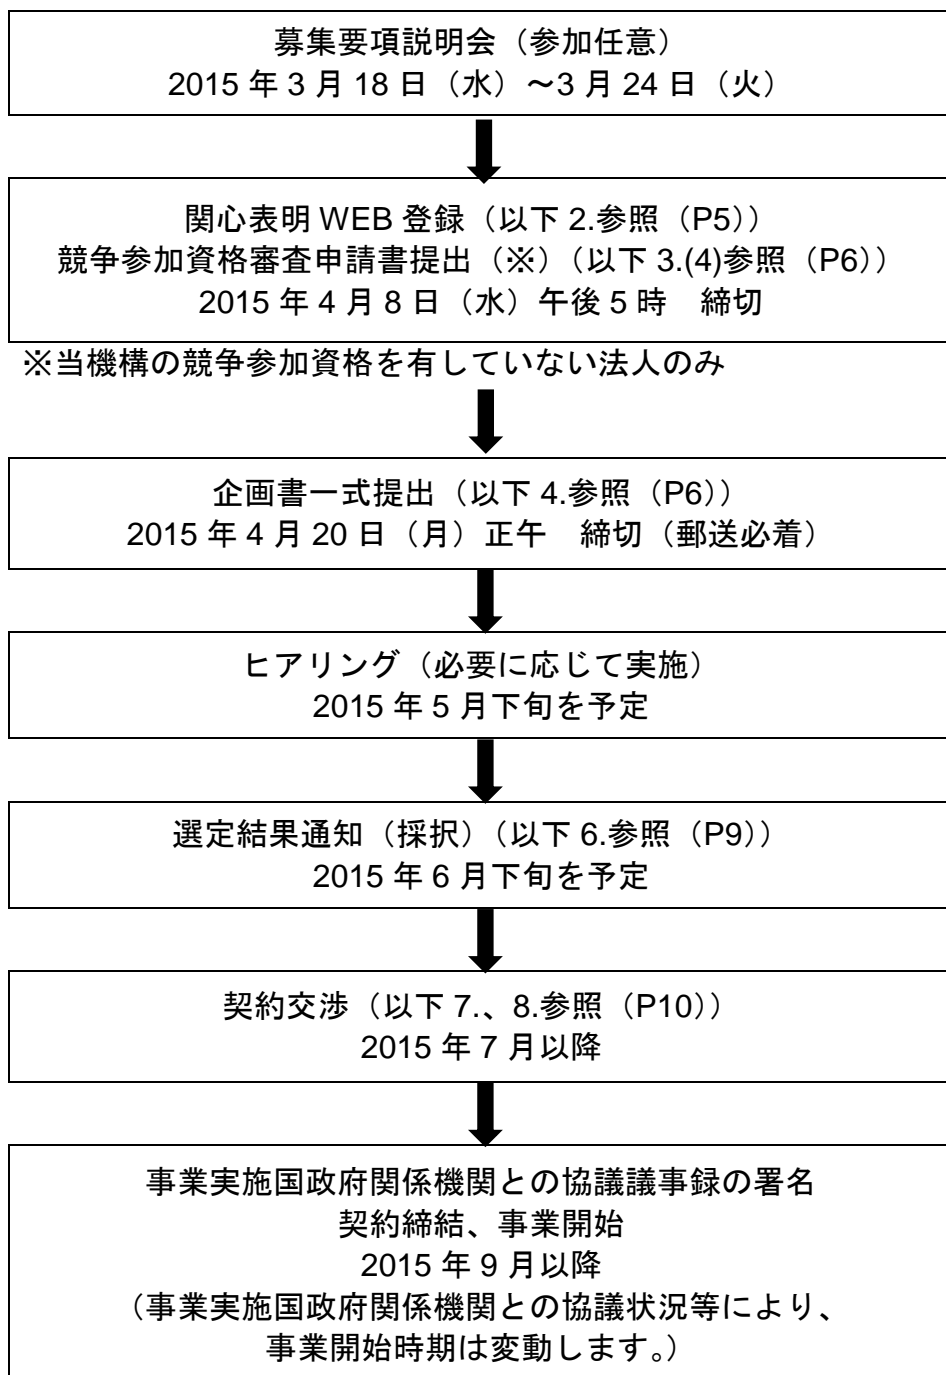 募集要項説明会（参加任意）
2015 年 3 月 18 日（水）～3 月 24 日（火）
関心表明 WEB 登録（以下 2.参照（P5））
競争参加資格審査申請書提出（※）（以下 3.(4)参照（P6））
2015 年 4 月 8 日（水）午後 5 時　締切
※当機構の競争参加資格を有していない法人のみ
企画書一式提出（以下 4.参照（P6））
2015 年 4 月 20 日（月）正午　締切（郵送必着）
ヒアリング（必要に応じて実施）
2015 年 5 月下旬を予定
選定結果通知（採択）（以下 6.参照（P9））
2015 年 6 月下旬を予定
契約交渉（以下 7.、8.参照（P10））
2015 年 7 月以降
事業実施国政府関係機関との協議議事録の署名
契約締結、事業開始
2015 年 9 月以降
（事業実施国政府関係機関との協議状況等により、
事業開始時期は変動します。）